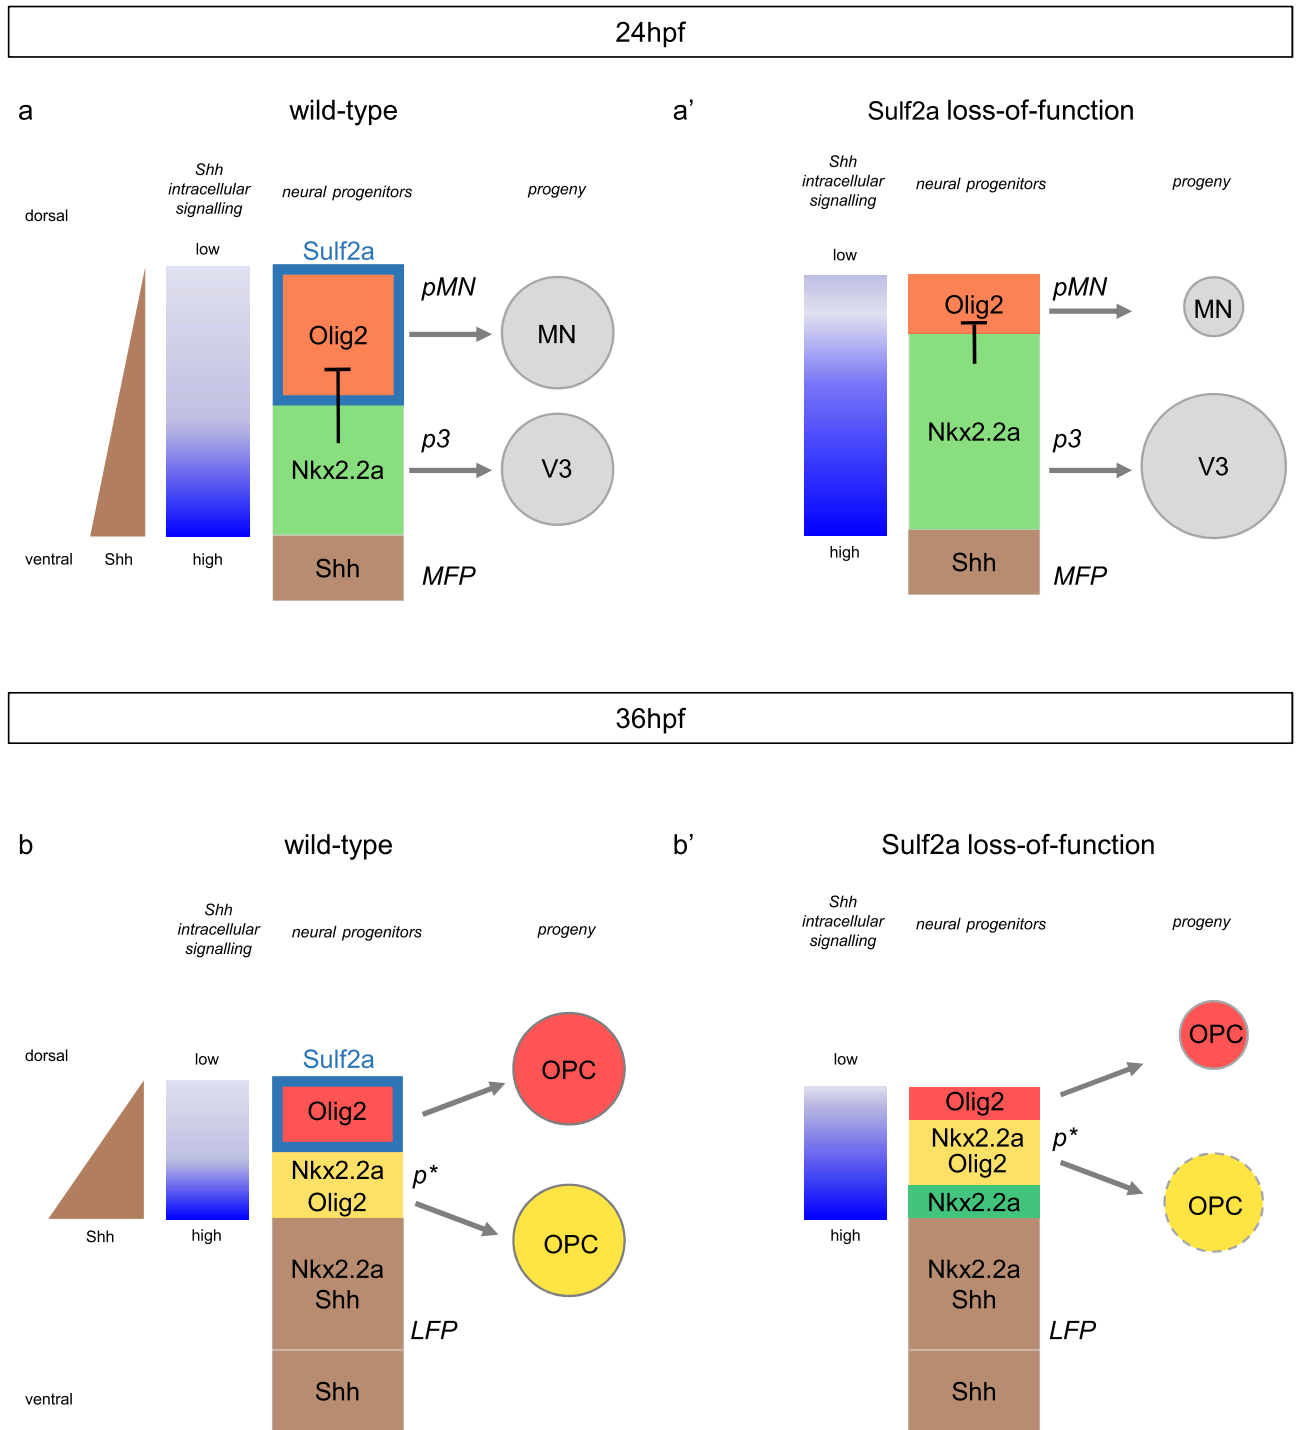 24hpf
a
wild-type
a’
Sulf2a loss-of-function
Shh
intracellular
signalling
neural progenitors
progeny
Shh
intracellular
signalling
neural progenitors
progeny
dorsal
low
Sulf2a
Olig2
pMN
MN
Nkx2.2a
p3
V3
ventral
Shh
high
Shh
MFP
low
Olig2
pMN
MN
Nkx2.2a
p3
V3
high
Shh
MFP
36hpf
b
wild-type
b’
Sulf2a loss-of-function
Shh
intracellular
signalling
neural progenitors
progeny
Shh
intracellular
signalling
neural progenitors
progeny
dorsal
low
Sulf2a
Olig2
OPC
Nkx2.2a
Olig2
p*
OPC
Shh
high
Nkx2.2a
Shh
LFP
Shh
ventral
low
Olig2
OPC
Nkx2.2a
Olig2
p*
Nkx2.2a
OPC
high
Nkx2.2a
Shh
LFP
Shh